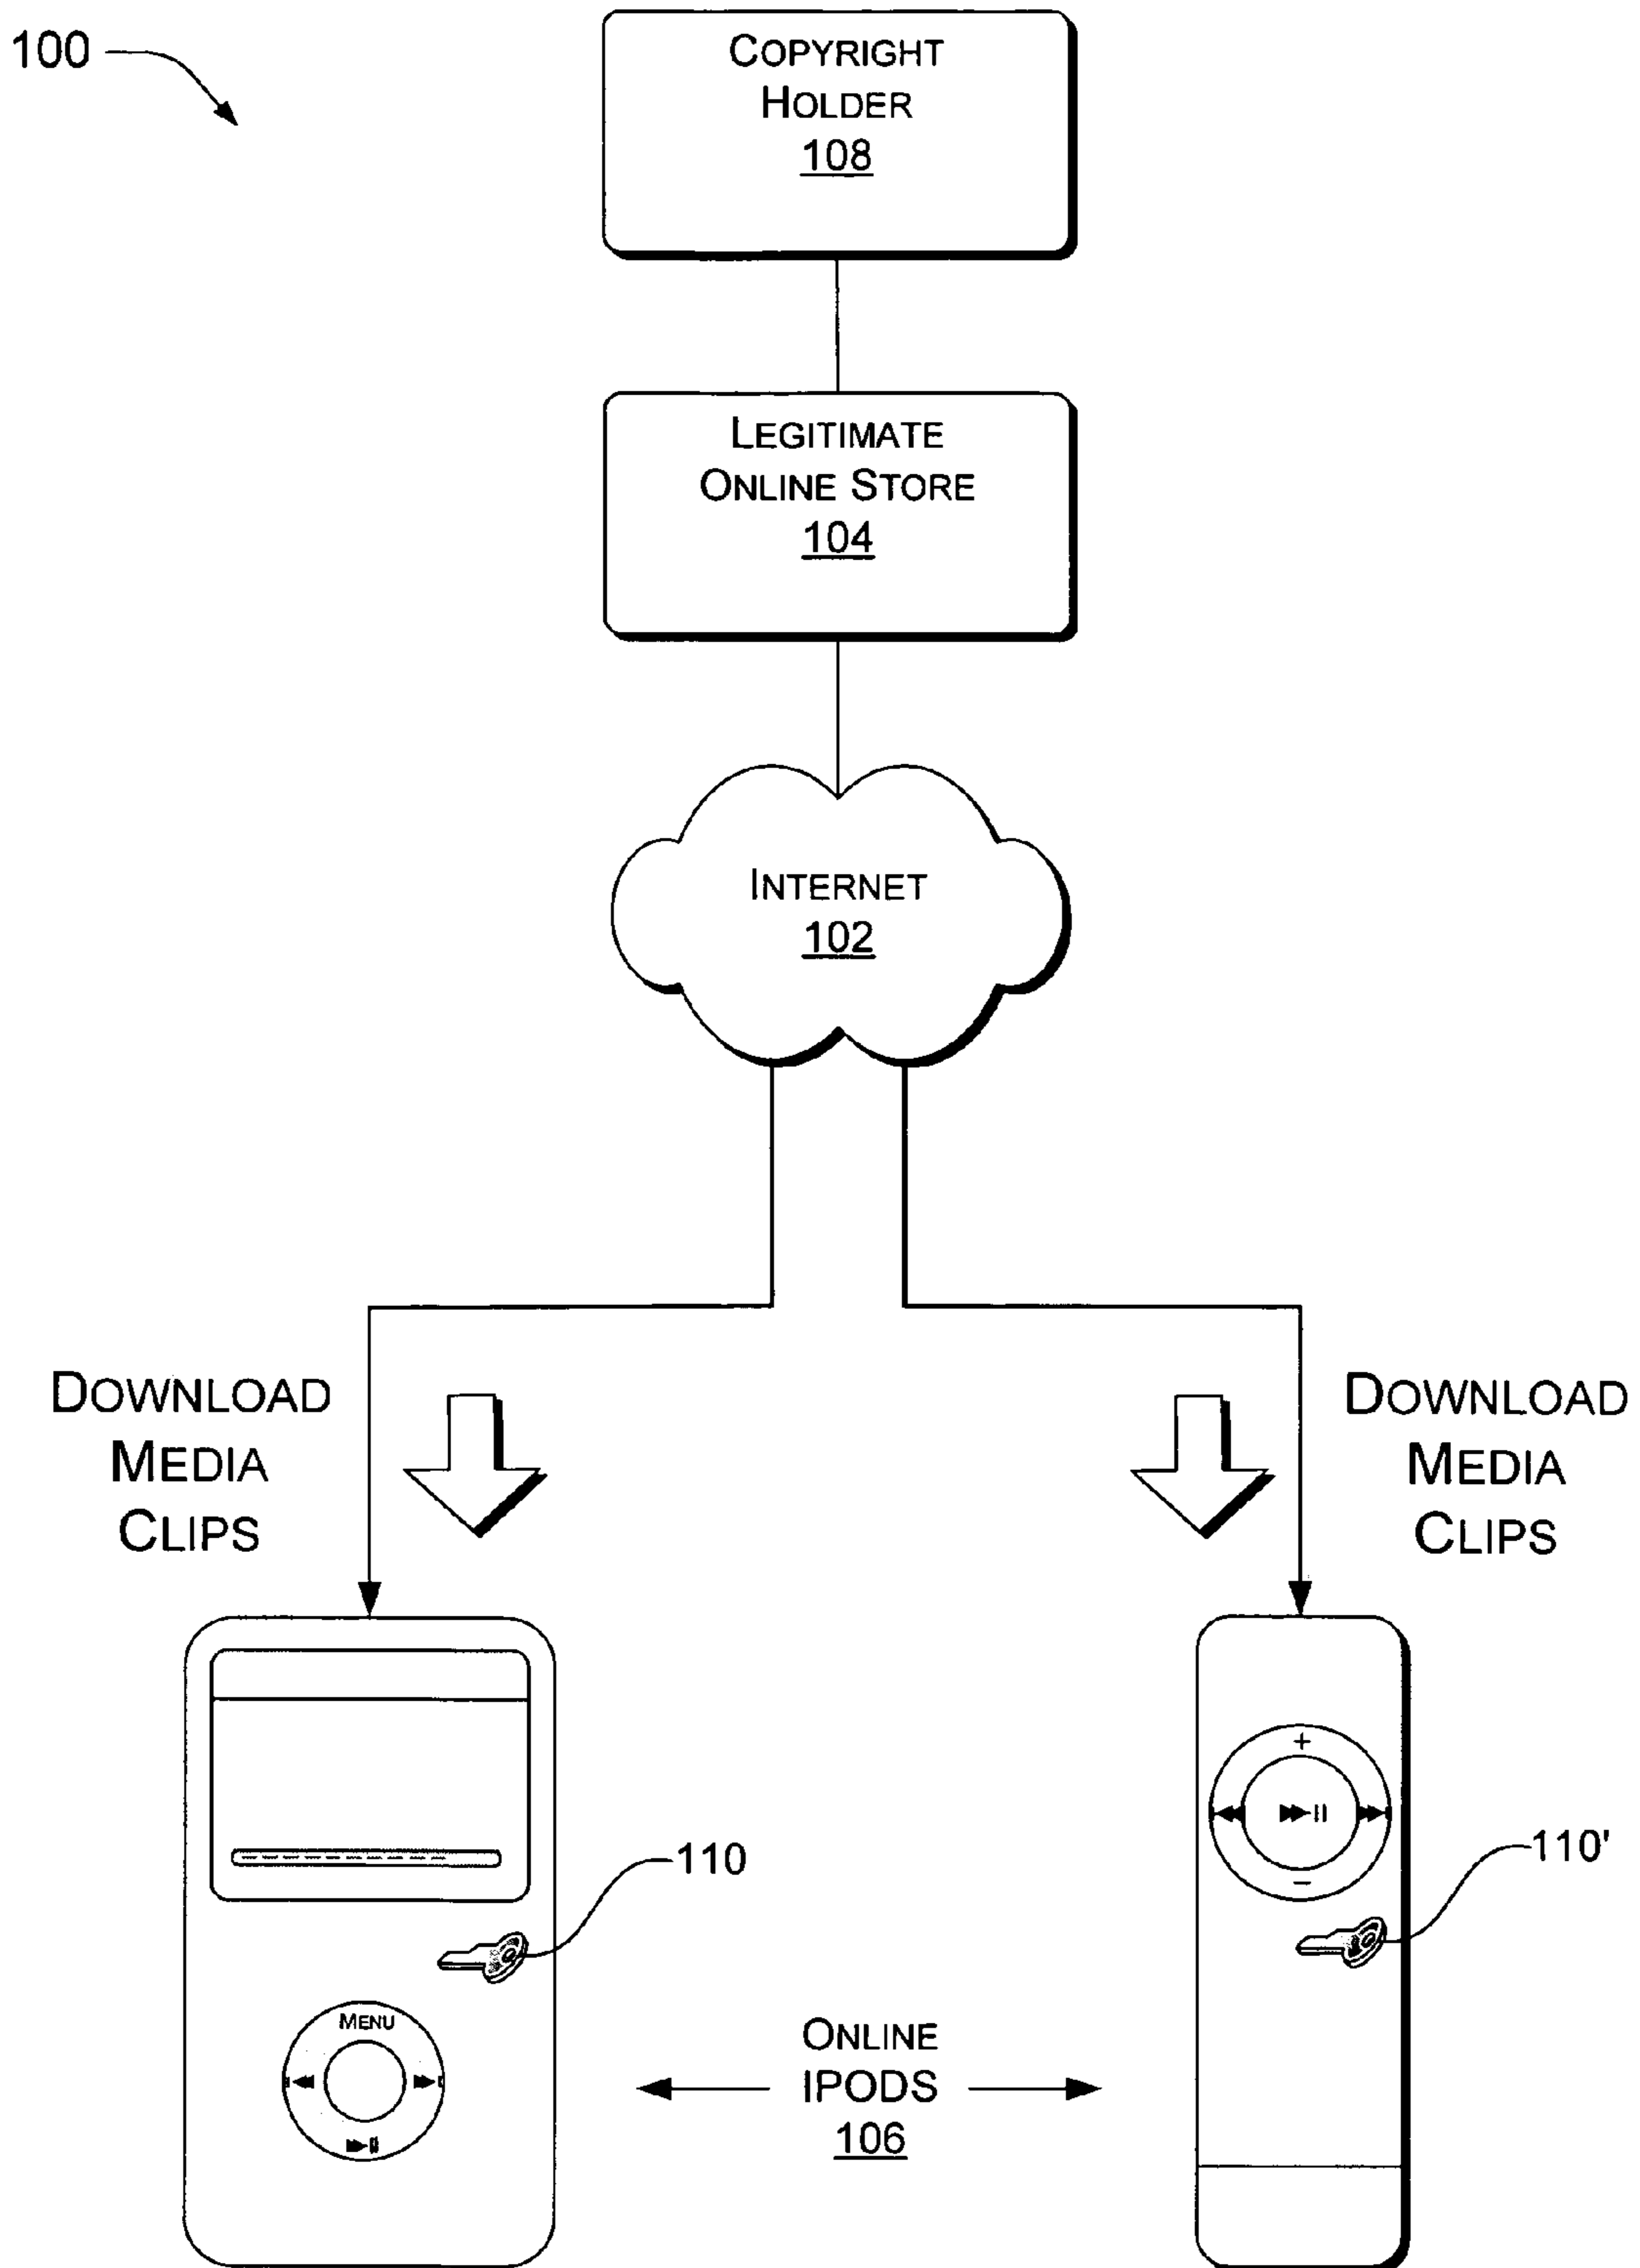 100
COPYRIGHT
HOLDER
108
LEGITIMATE
ONLINE STORE
104
INTERNET
102
DOWNLOAD
MEDIA
CLIPS
DOWNLOAD
MEDIA
CLIPS
+
−
110
110'
MENU
ONLINE
IPODS
106